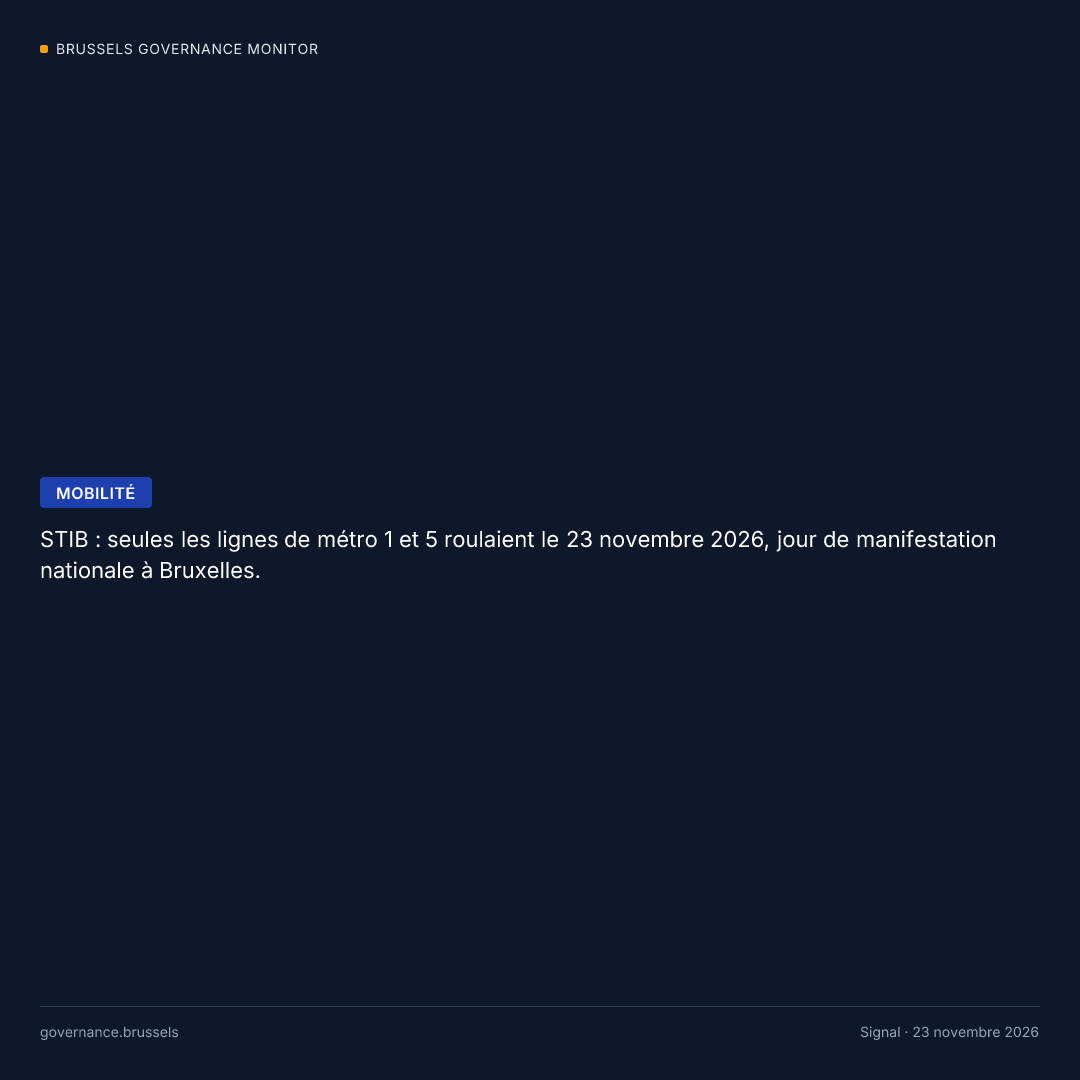 BRUSSELS GOVERNANCE MONITOR
MOBILITÉ
STIB : seules les lignes de métro 1 et 5 roulaient le 23 novembre 2026, jour de manifestation
nationale à Bruxelles.
governance.brussels
Signal · 23 novembre 2026